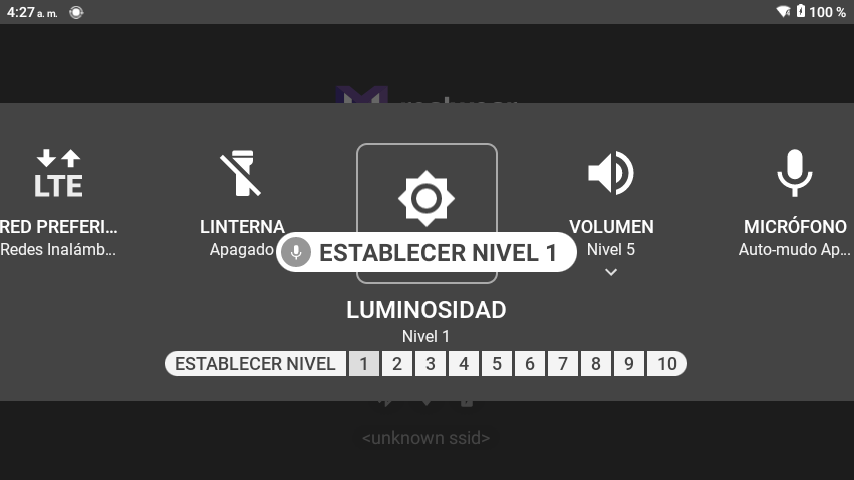 4:27 a. m.
100 %
LTE
RED PREFERI...
Redes Inalámb...
LINTERNA
Apagado
ESTABLECER NIVEL 1
VOLUMEN
Nivel 5
MICRÓFONO
Auto-mudo Ap...
LUMINOSIDAD
Nivel 1
ESTABLECER NIVEL 1 2 3 4 5 6 7 8 9 10
<unknown ssid>